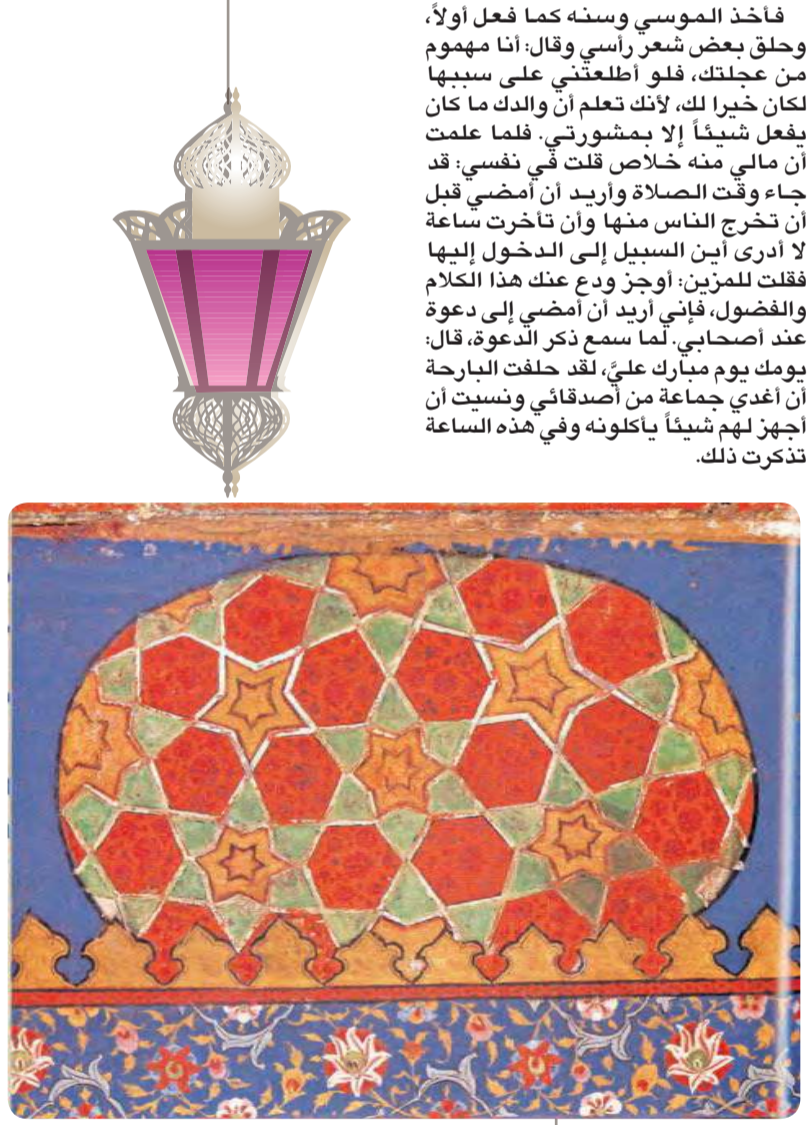 فأخذ الموسي وسنه كما فعل أولاً،
وحلق بعض شعر رأسي وقال: أنا مهموم
من عجلتك، فلو أطلعتني على سببها
لكان خيرا لك، لأنك تعلم أن والدك ما كان
يفعل شيئاً إلا بمشورتي. فلما علمت
أن مالي منه خلاص قلت في نفسي: قد
جاء وقت الصلاة وأريد أن أمضي قبل
أن تخرج الناس منها وأن تأخرت ساعة
لا أدرى أين السبيل إلى الدخول إليها
فقلت للمزين: أوجز ودع عنك هذا الكلام
والفضول، فإني أريد أن أمضي إلى دعوة
عند أصحابي. لما سمع ذكر الدعوة، قال:
يومك يوم مبارك عليَّ، لقد حلفت البارحة
أن أغدي جماعة من أصدقائي ونسيت أن
أجهز لهم شيئاً يأكلونه وفي هذه الساعة
تذكرت ذلك.